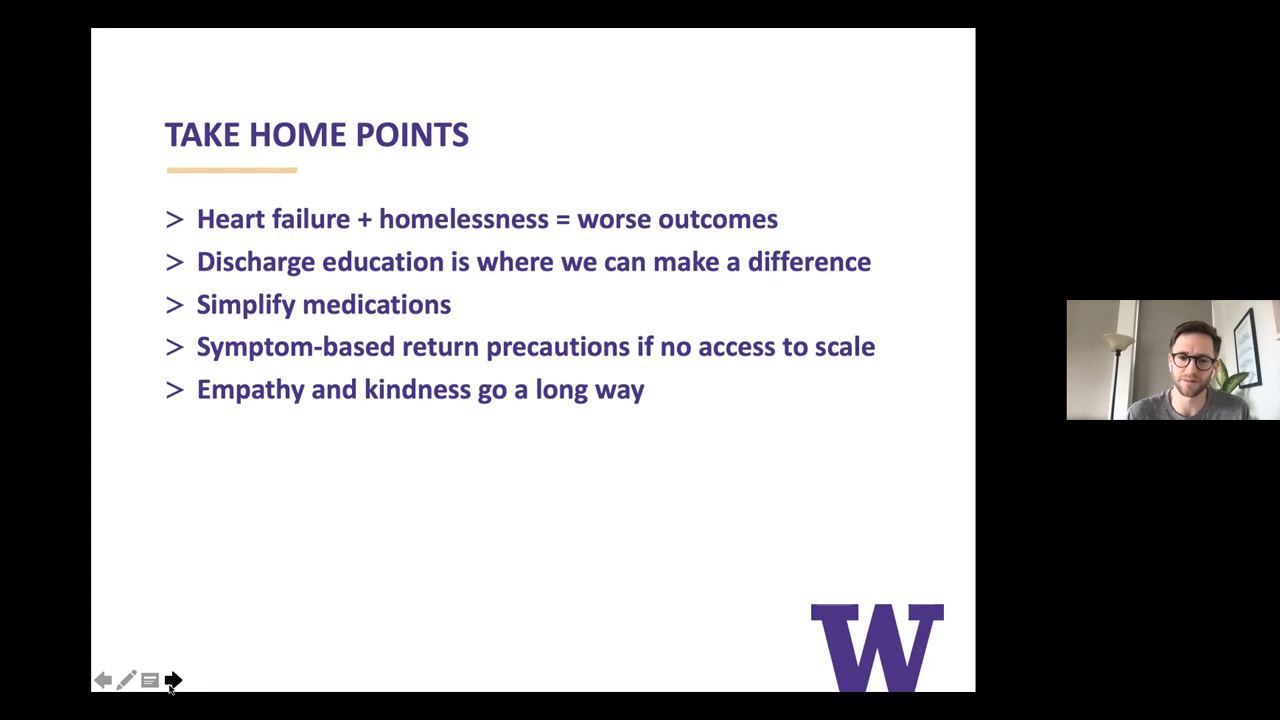 TAKE HOME POINTS
> Heart failure + homelessness = worse outcomes
> Discharge education is where we can make a difference
> Simplify medications
> Symptom-based return precautions if no access to scale
> Empathy and kindness go a long way
W